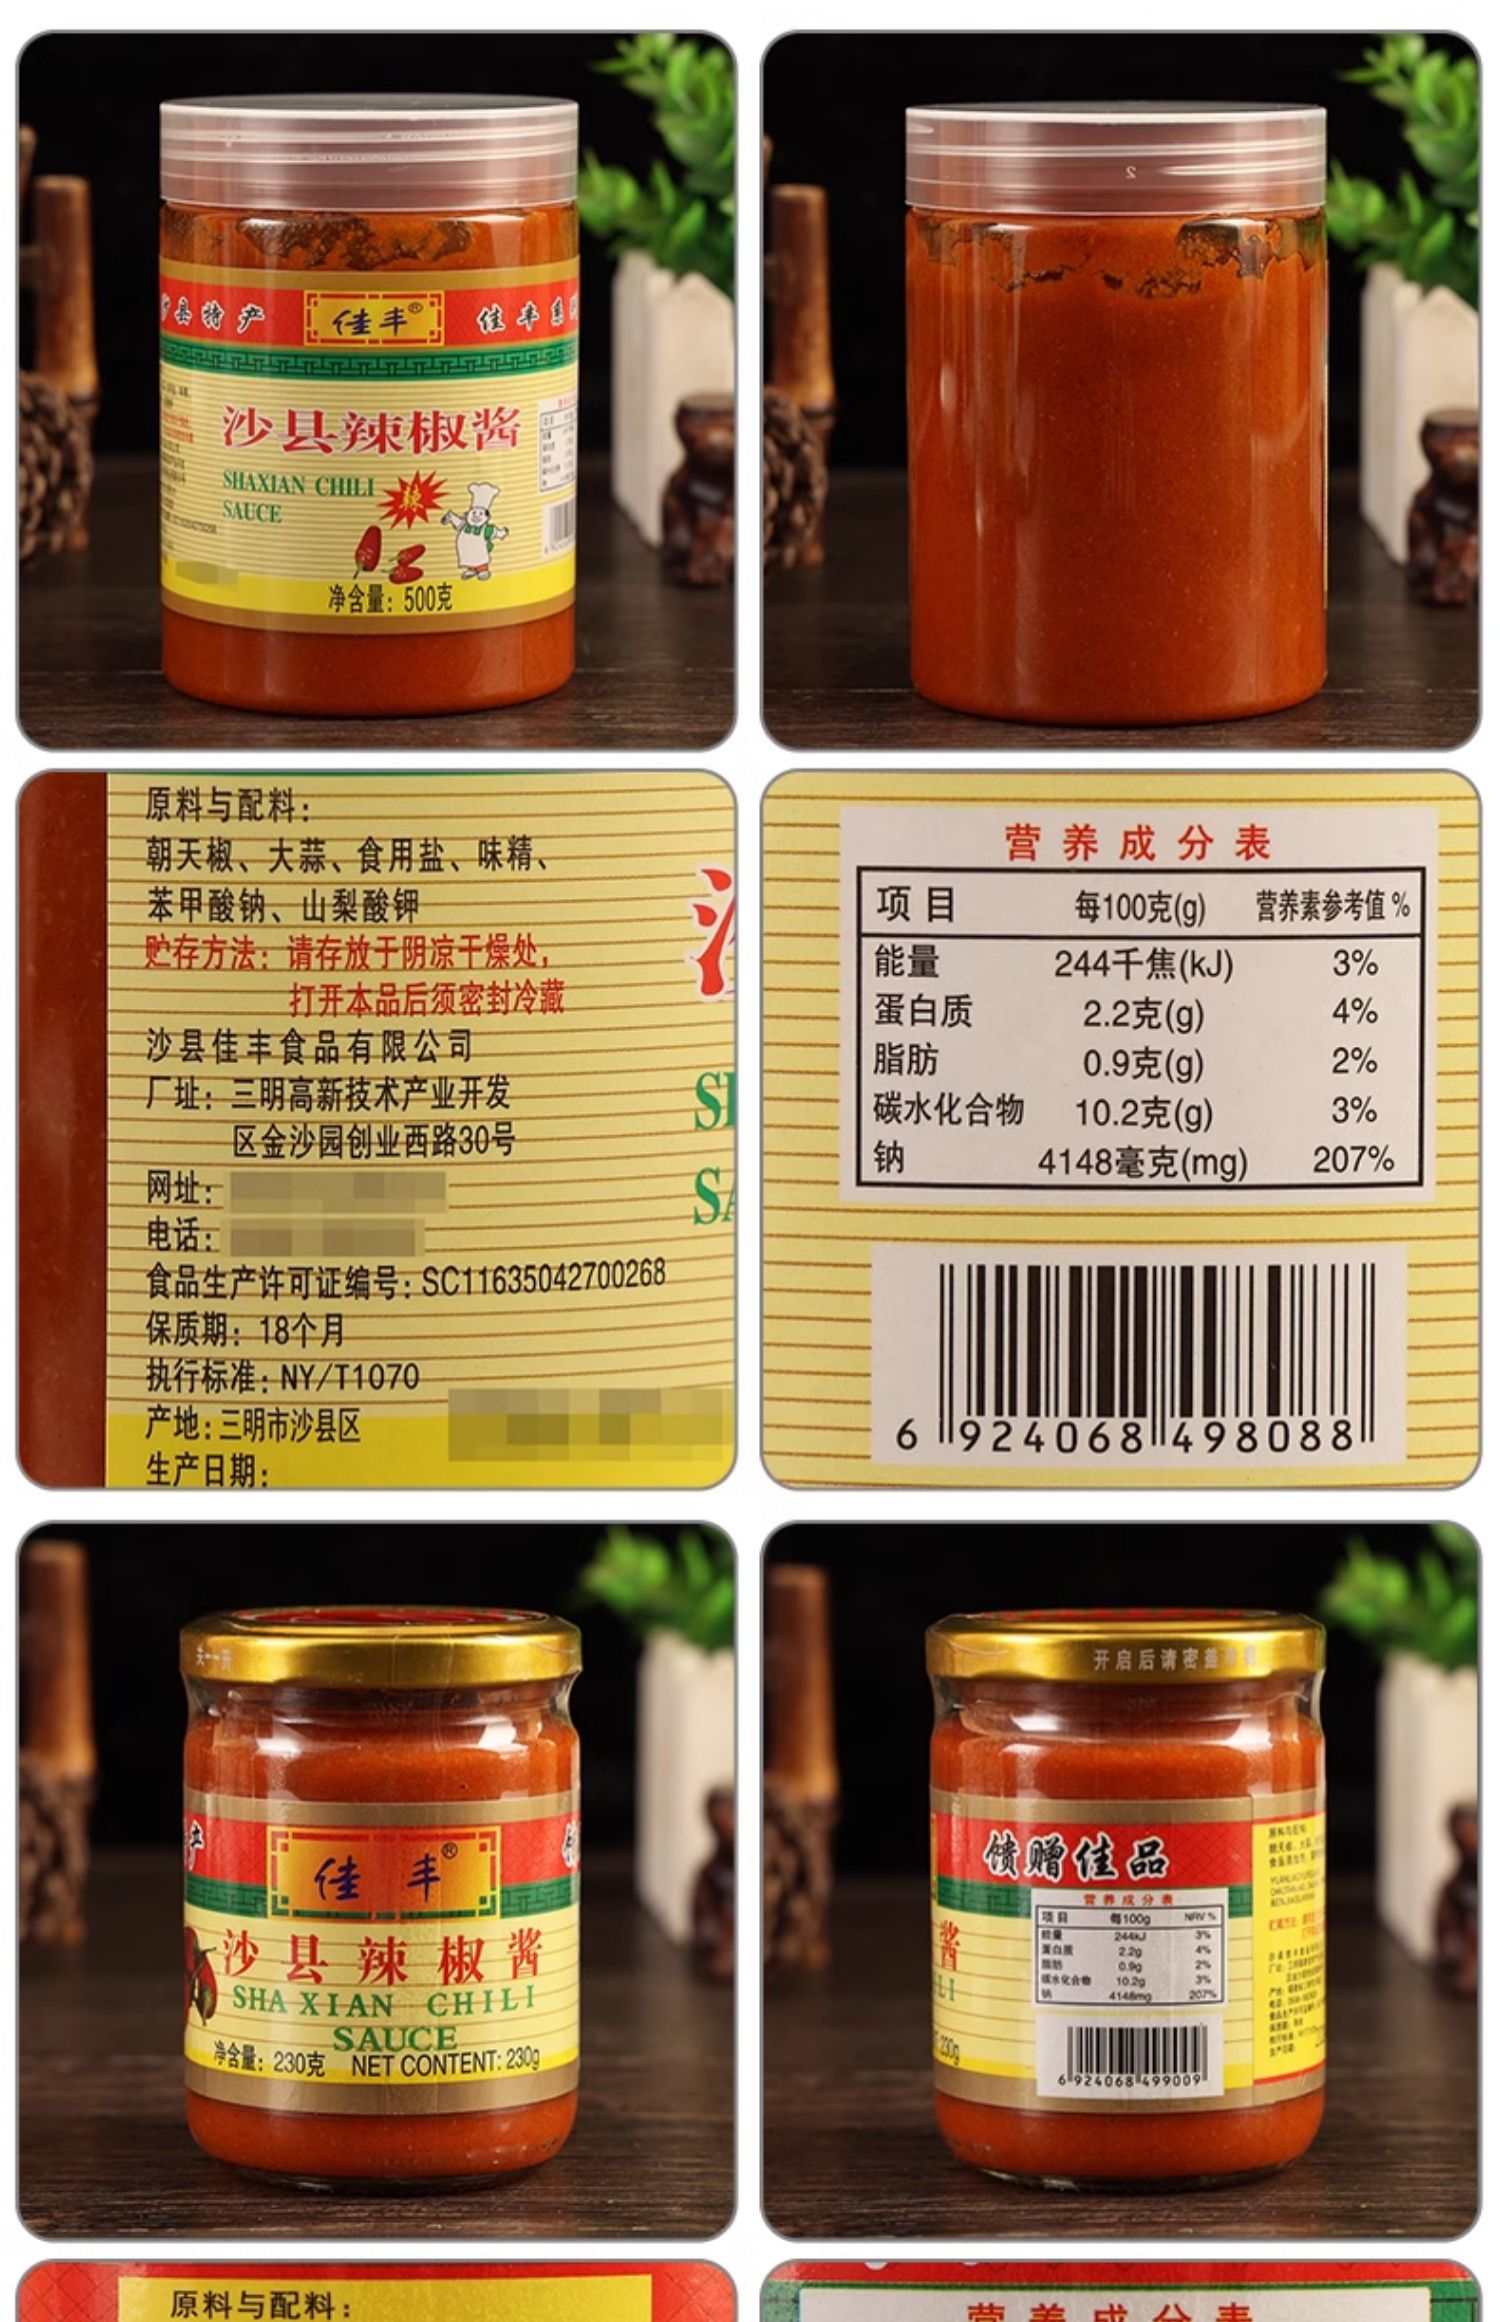 沙县特产
佳丰®
佳丰系列
沙县辣椒酱
SHAXIAN CHILI
SAUCE
辣
净含量：500克
2
原料与配料：
朝天椒、大蒜、食用盐、味精、
苯甲酸钠、山梨酸钾
贮存方法：请存放于阴凉干燥处，
打开本品后须密封冷藏
沙县佳丰食品有限公司
厂址：三明高新技术产业开发
区金沙园创业西路30号
网址：
电话：
食品生产许可证编号：SC11635042700268
保质期：18个月
执行标准：NY/T1070
产地：三明市沙县区
生产日期：
营养成分表
项目 每100克(g) 营养素参考值 %
能量 244千焦(kJ) 3%
蛋白质 2.2克(g) 4%
脂肪 0.9克(g) 2%
碳水化合物 10.2克(g) 3%
钠 4148毫克(mg) 207%
6 924068 498088
佳丰®
沙县辣椒酱
SHA XIAN CHILI
SAUCE
净含量：230克 NET CONTENT: 230g
开启后请密盖
馈赠佳品
营养成分表
项目 每100g NRV %
能量 244kJ 3%
蛋白质 2.2g 4%
脂肪 0.9g 2%
碳水化合物 10.2g 3%
钠 4148mg 207%
6 924068 499009
230g
原料与配料：
营养成分表